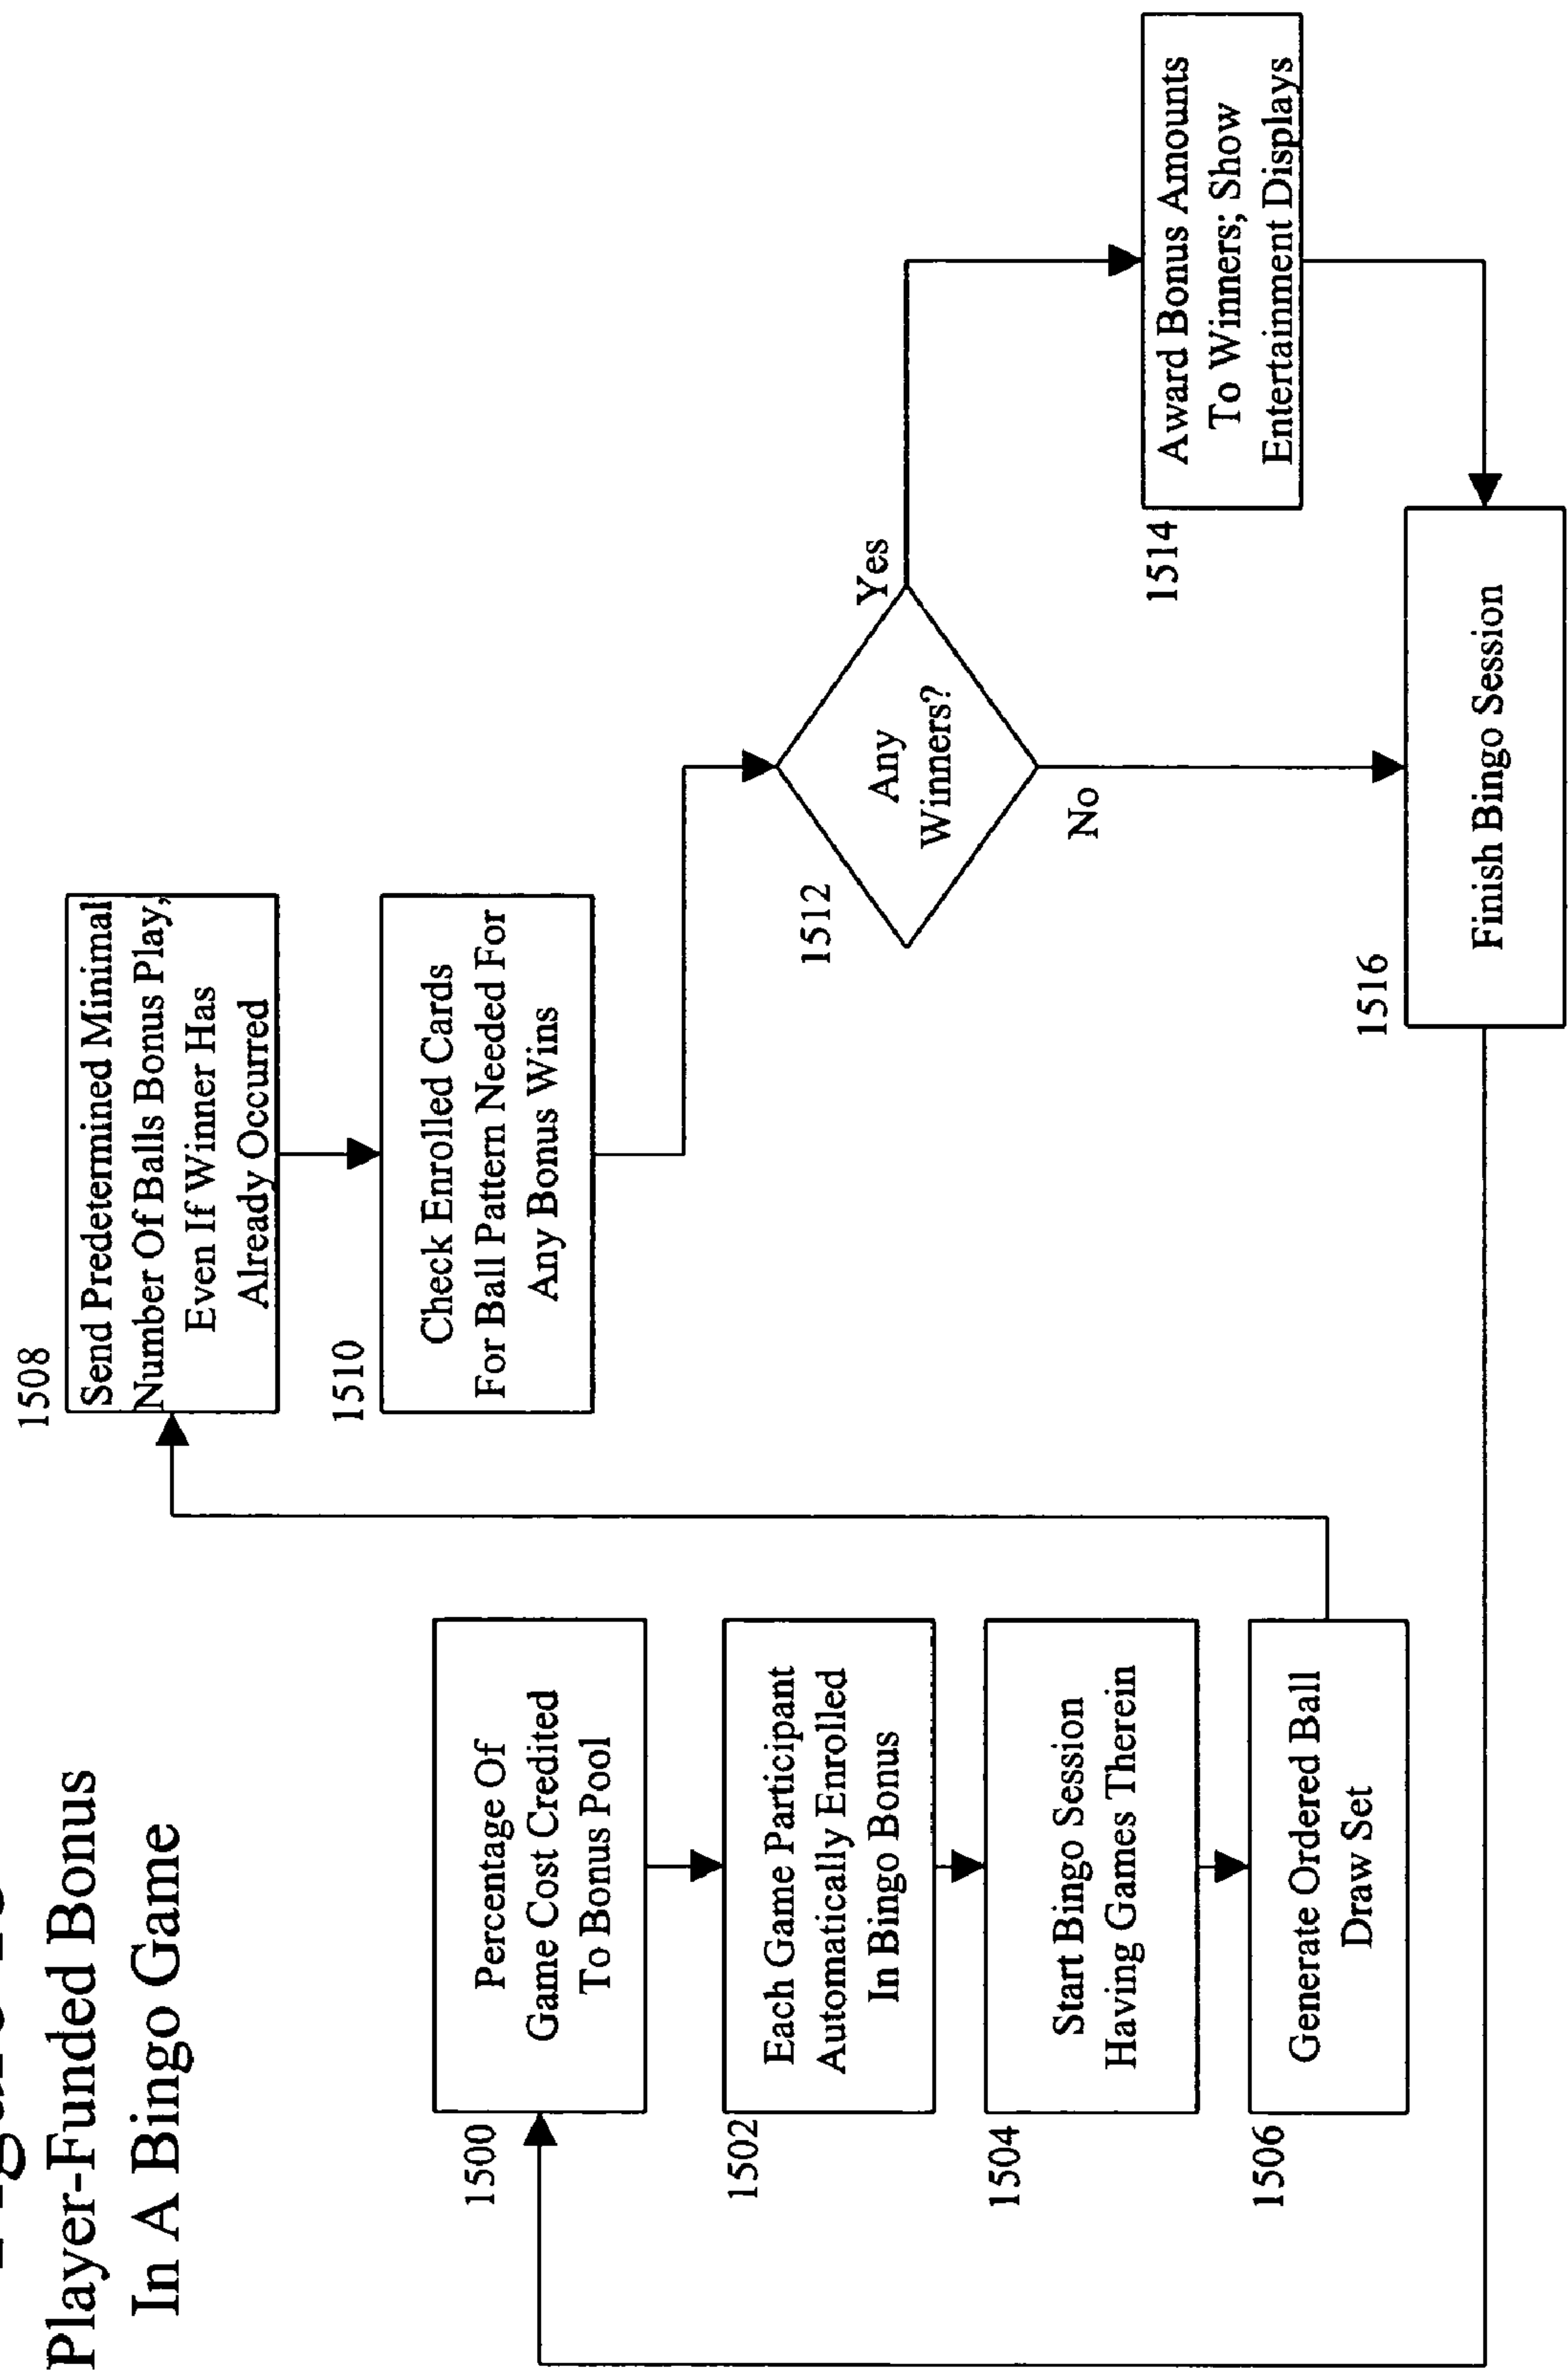 Player-Funded Bonus
In A Bingo Game
1500
Percentage Of
Game Cost Credited
To Bonus Pool
1502
Each Game Participant
Automatically Enrolled
In Bingo Bonus
1504
Start Bingo Session
Having Games Therein
1506
Generate Ordered Ball
Draw Set
1508
Send Predetermined Minimal
Number Of Balls Bonus Play,
Even If Winner Has
Already Occurred
1510
Check Enrolled Cards
For Ball Pattern Needed For
Any Bonus Wins
1512
Any
Winners?
Yes
No
1514
Award Bonus Amounts
To Winners; Show
Entertainment Displays
1516
Finish Bingo Session